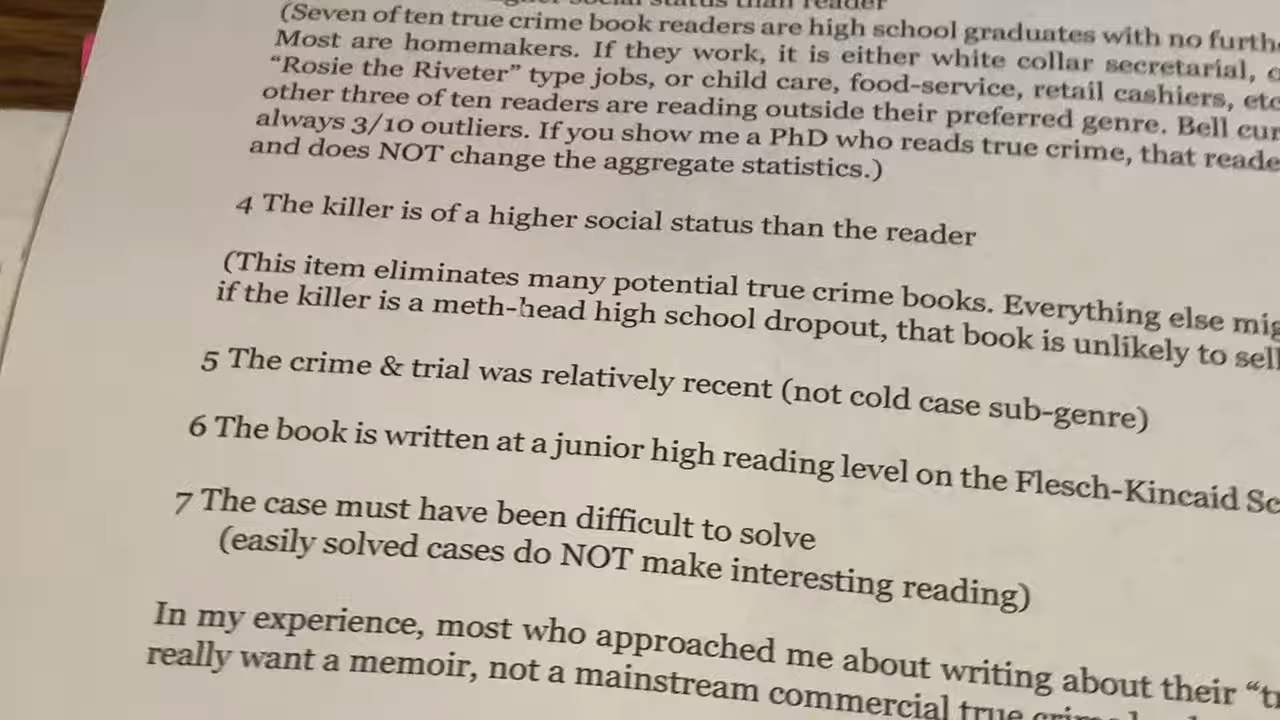 social status than reader
(Seven of ten true crime book readers are high school graduates with no
Most are homemakers. If they work, it is either white collar secretarial,
“Rosie the Riveter” type jobs, or child care, food-service, retail cashiers, etc
other three of ten readers are reading outside their preferred genre. Bell
always 3/10 outliers. If you show me a PhD who reads true crime, that
and does NOT change the aggregate statistics.)
4 The killer is of a higher social status than the reader
(This item eliminates many potential true crime books. Everything else
if the killer is a meth-head high school dropout, that book is unlikely to sell
5 The crime & trial was relatively recent (not cold case sub-genre)
6 The book is written at a junior high reading level on the Flesch-Kincaid
7 The case must have been difficult to solve
(easily solved cases do NOT make interesting reading)
In my experience, most who approached me about writing about their
really want a memoir, not a mainstream commercial true